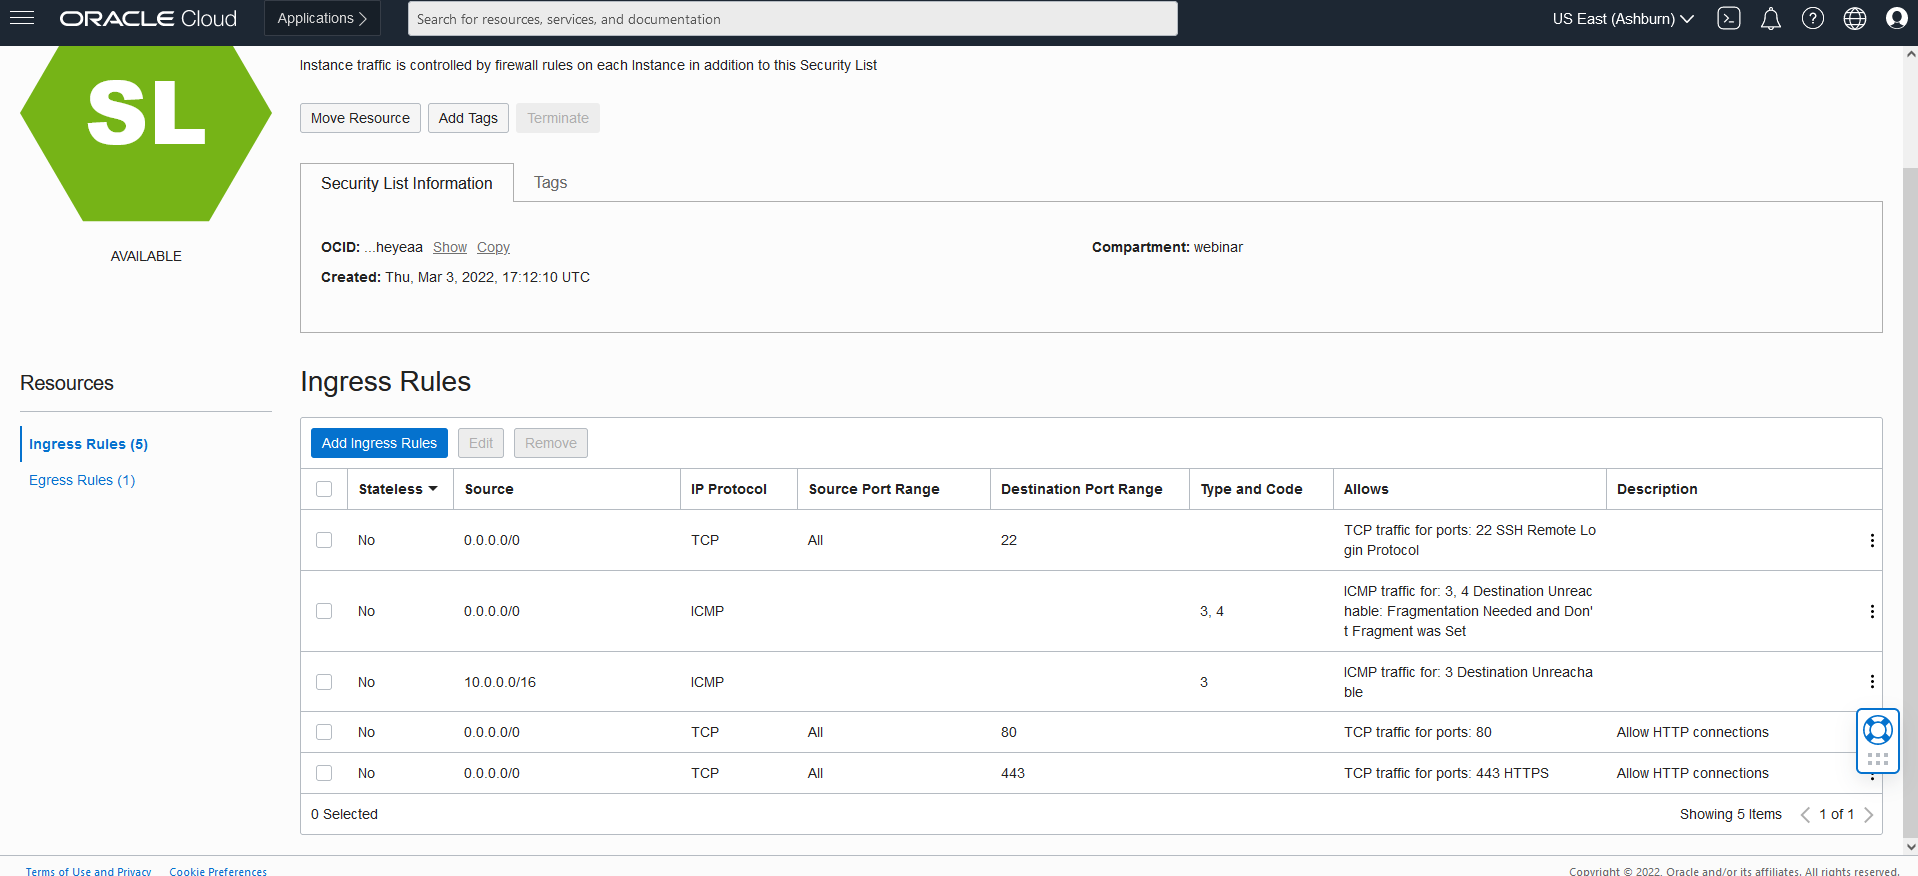 ORACLE Cloud
Applications
Search for resources, services, and documentation
US East (Ashburn)
SL
AVAILABLE
Instance traffic is controlled by firewall rules on each Instance in addition to this Security List
Move Resource
Add Tags
Terminate
Security List Information
Tags
OCID: ...heyeaa Show Copy
Compartment: webinar
Created: Thu, Mar 3, 2022, 17:12:10 UTC
Resources
Ingress Rules (5)
Egress Rules (1)
Ingress Rules
Add Ingress Rules
Edit
Remove
Stateless Source IP Protocol Source Port Range Destination Port Range Type and Code Allows Description
No 0.0.0.0/0 TCP All 22 TCP traffic for ports: 22 SSH Remote Lo
gin Protocol
No 0.0.0.0/0 ICMP 3, 4 ICMP traffic for: 3, 4 Destination Unreac
hable: Fragmentation Needed and Don'
t Fragment was Set
No 10.0.0.0/16 ICMP 3 ICMP traffic for: 3 Destination Unreacha
ble
No 0.0.0.0/0 TCP All 80 TCP traffic for ports: 80 Allow HTTP connections
No 0.0.0.0/0 TCP All 443 TCP traffic for ports: 443 HTTPS Allow HTTP connections
0 Selected
Showing 5 Items
1 of 1
Terms of Use and Privacy
Cookie Preferences
Copyright © 2022, Oracle and/or its affiliates. All rights reserved.